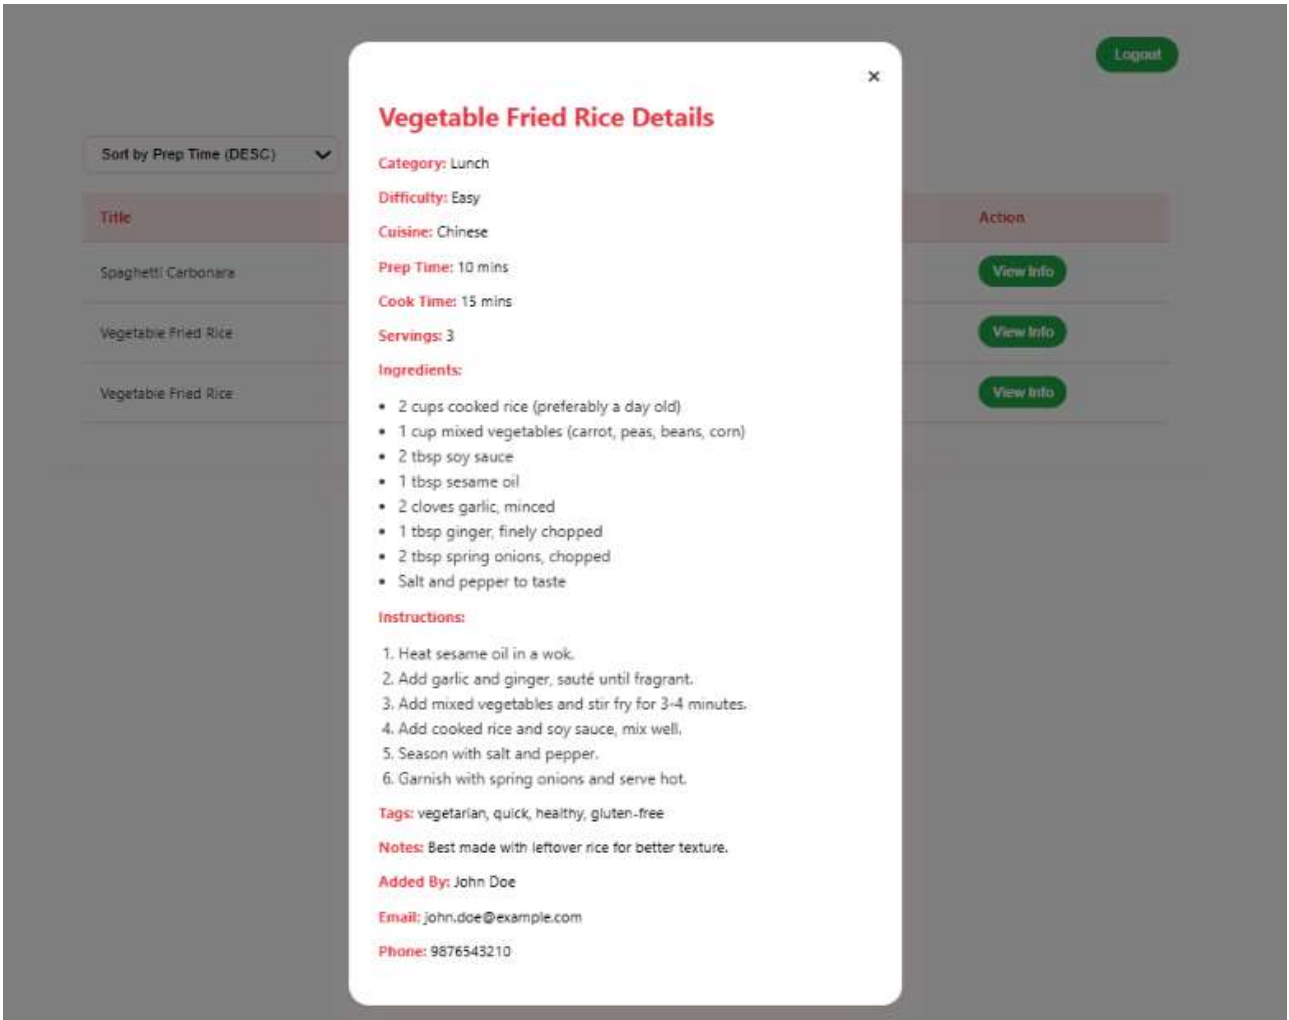 Logout
×
Vegetable Fried Rice Details
Sort by Prep Time (DESC)
Category: Lunch
Difficulty: Easy
Title
Action
Cuisine: Chinese
Prep Time: 10 mins
Spaghetti Carbonara
View Info
Cook Time: 15 mins
Vegetable Fried Rice
View Info
Servings: 3
Ingredients:
Vegetable Fried Rice
View Info
• 2 cups cooked rice (preferably a day old)
• 1 cup mixed vegetables (carrot, peas, beans, corn)
• 2 tbsp soy sauce
• 1 tbsp sesame oil
• 2 cloves garlic, minced
• 1 tbsp ginger, finely chopped
• 2 tbsp spring onions, chopped
• Salt and pepper to taste
Instructions:
1. Heat sesame oil in a wok.
2. Add garlic and ginger, sauté until fragrant.
3. Add mixed vegetables and stir fry for 3-4 minutes.
4. Add cooked rice and soy sauce, mix well.
5. Season with salt and pepper.
6. Garnish with spring onions and serve hot.
Tags: vegetarian, quick, healthy, gluten-free
Notes: Best made with leftover rice for better texture.
Added By: John Doe
Email: john.doe@example.com
Phone: 9876543210